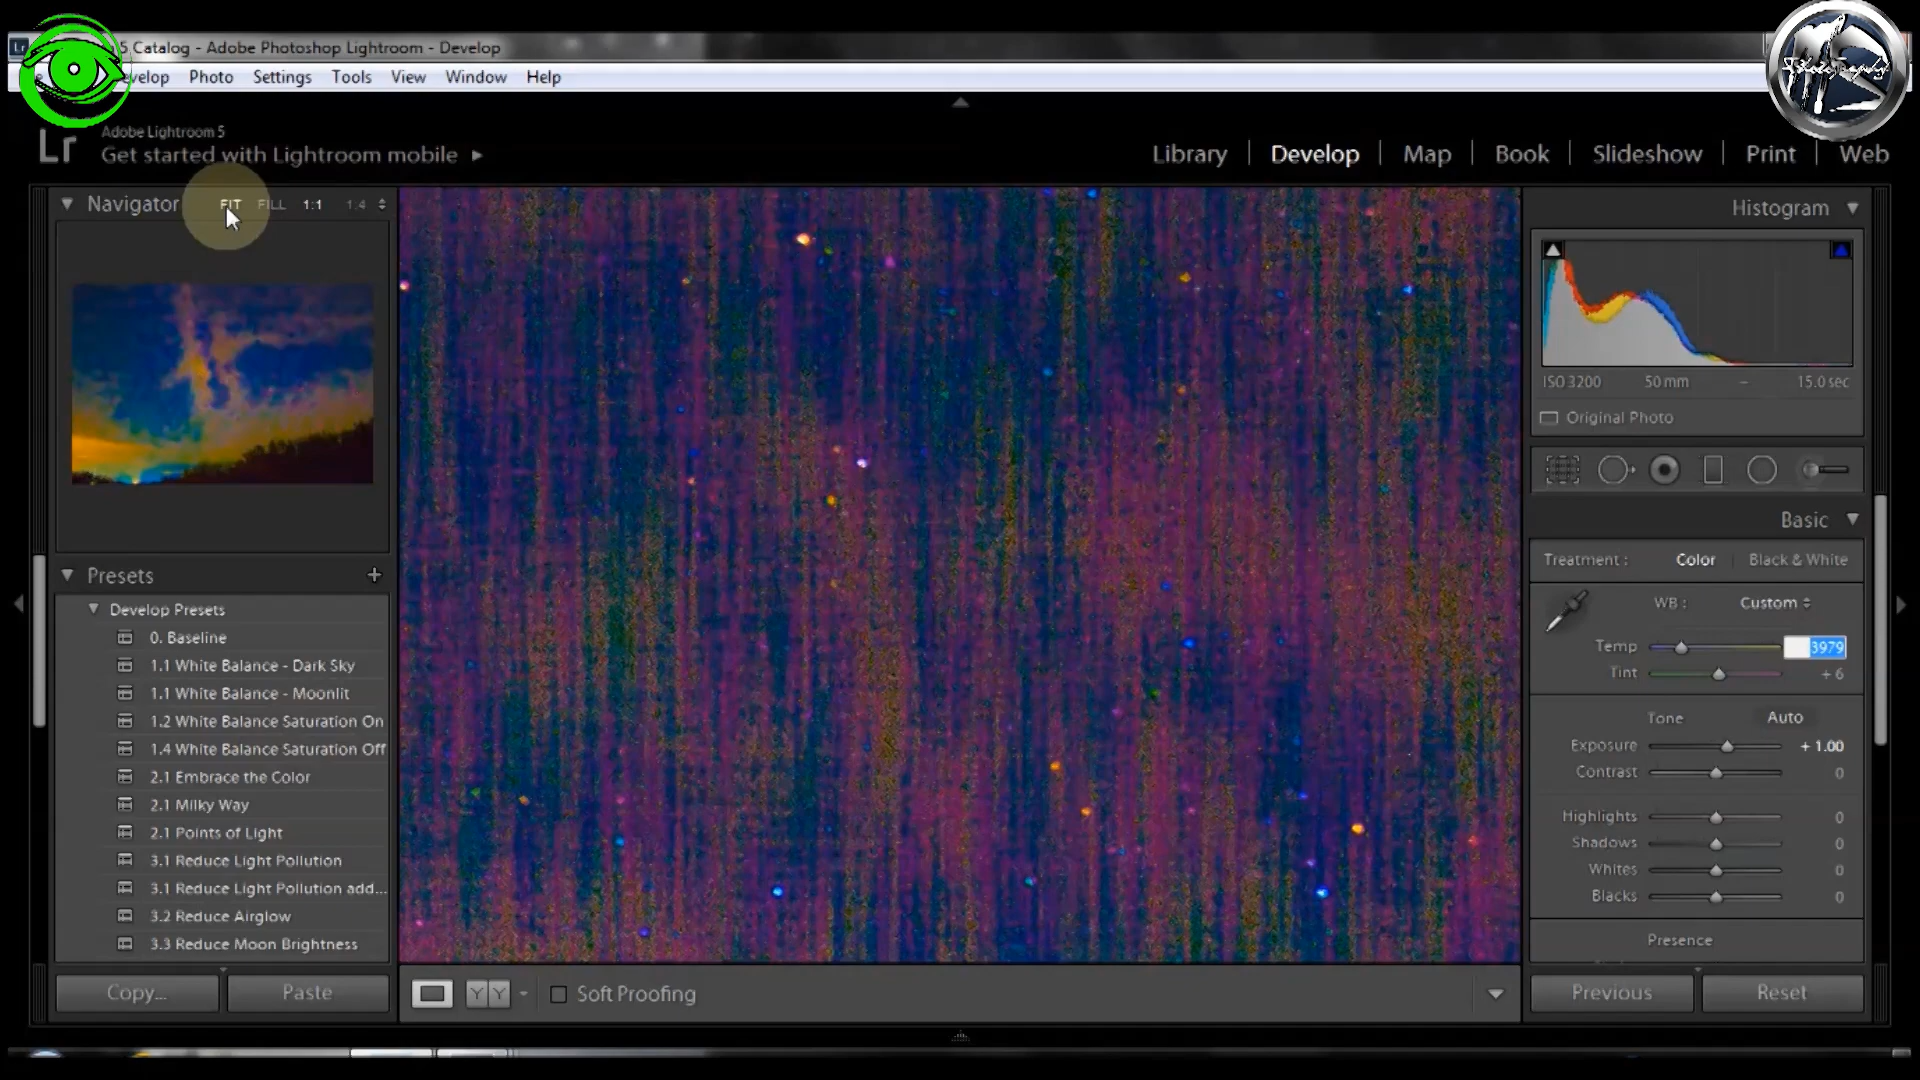 5 Catalog - Adobe Photoshop Lightroom - Develop
Photo Settings Tools View Window Help
Adobe Lightroom 5
Lr Get started with Lightroom mobile
Library Develop Map Book Slideshow Print Web
Navigator FIT FILL 1:1 1:4
Histogram
ISO 3200 50 mm – 15.0 sec
Original Photo
Basic
Treatment : Color Black & White
WB : Custom
Temp 3979
Tint + 6
Tone Auto
Exposure + 1.00
Contrast 0
Highlights 0
Shadows 0
Whites 0
Blacks 0
Presence
Presets
Develop Presets
0. Baseline
1.1 White Balance - Dark Sky
1.1 White Balance - Moonlit
1.2 White Balance Saturation On
1.4 White Balance Saturation Off
2.1 Embrace the Color
2.1 Milky Way
2.1 Points of Light
3.1 Reduce Light Pollution
3.1 Reduce Light Pollution add...
3.2 Reduce Airglow
3.3 Reduce Moon Brightness
Copy... Paste
YY Soft Proofing
Previous Reset
Photography